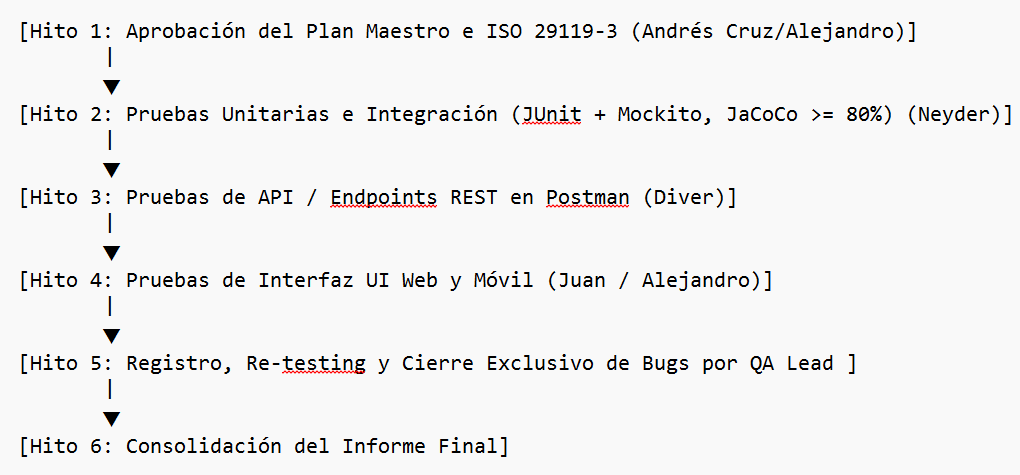 [Hito 1: Aprobación del Plan Maestro e ISO 29119-3 (Andrés Cruz/Alejandro)]
|
▼
[Hito 2: Pruebas Unitarias e Integración (JUnit + Mockito, JaCoCo >= 80%) (Neyder)]
|
▼
[Hito 3: Pruebas de API / Endpoints REST en Postman (Diver)]
|
▼
[Hito 4: Pruebas de Interfaz UI Web y Móvil (Juan / Alejandro)]
|
▼
[Hito 5: Registro, Re-testing y Cierre Exclusivo de Bugs por QA Lead ]
|
▼
[Hito 6: Consolidación del Informe Final]